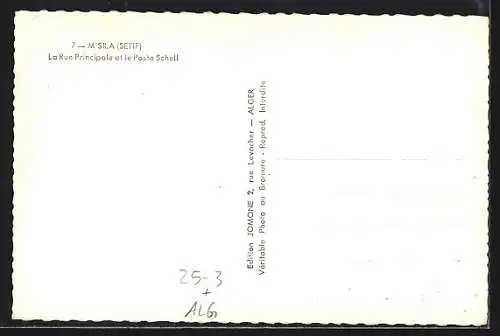 7 — M'SILA (SETIF)
La Rue Principale et le Poste Schell
Edition JOMONE 2, rue Levacher — ALGER
Véritable Photo au Bromure - Reprod. Interdite
25-3
+
ALG